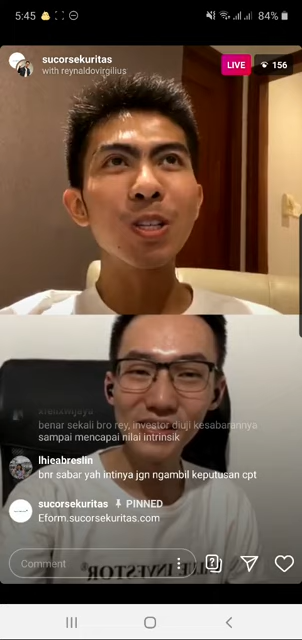 5:45
84%
sucorsekuritas
with reynaldovirgilius
LIVE
156
benar sekali bro rey, investor diuji kesabarannya
sampai mencapai nilai intrinsik
lhieabreslin
bnr sabar yah intinya jgn ngambil keputusan cpt
sucorsekuritas PINNED
Eform.sucorsekuritas.com
INVESTOR®
Comment